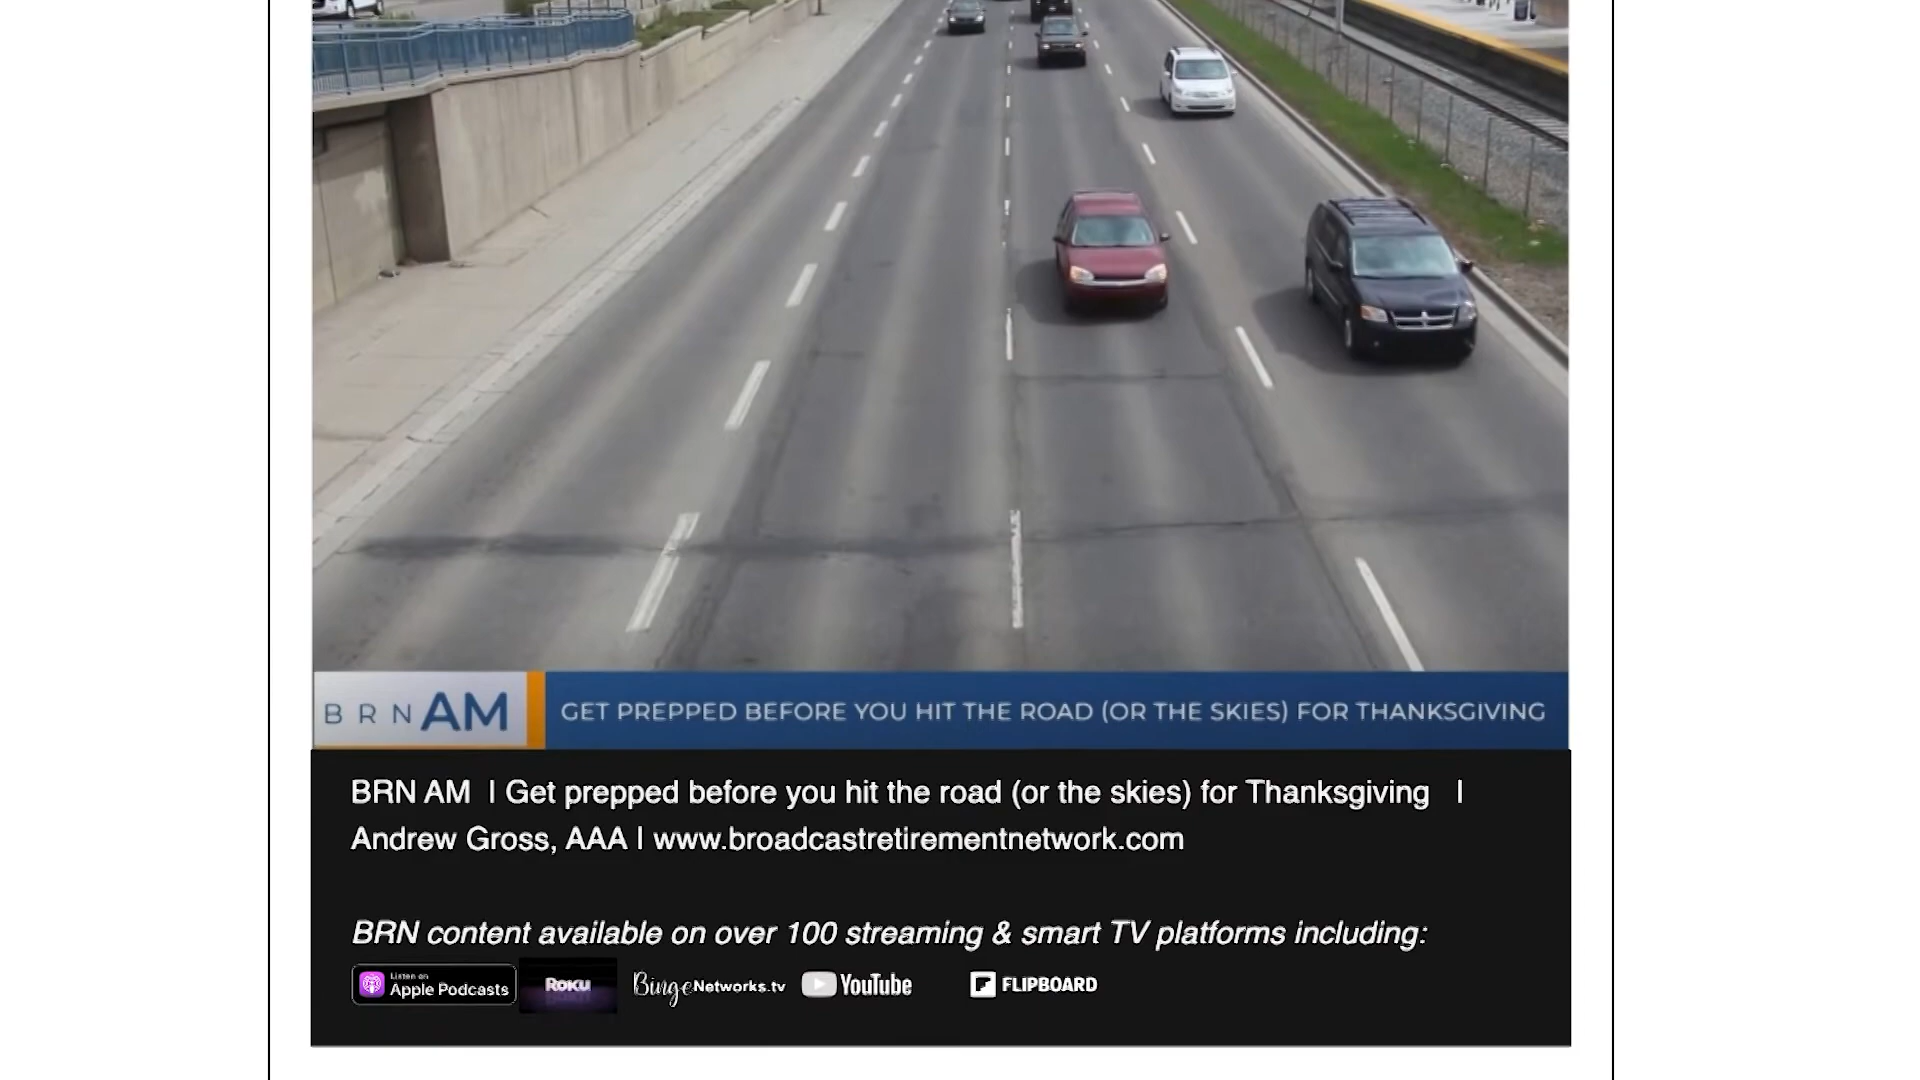 BRN AM
GET PREPPED BEFORE YOU HIT THE ROAD (OR THE SKIES) FOR THANKSGIVING
BRN AM | Get prepped before you hit the road (or the skies) for Thanksgiving |
Andrew Gross, AAA | www.broadcastretirementnetwork.com
BRN content available on over 100 streaming & smart TV platforms including:
Listen on
Apple Podcasts
ROKU
BingeNetworks.tv
YouTube
FLIPBOARD